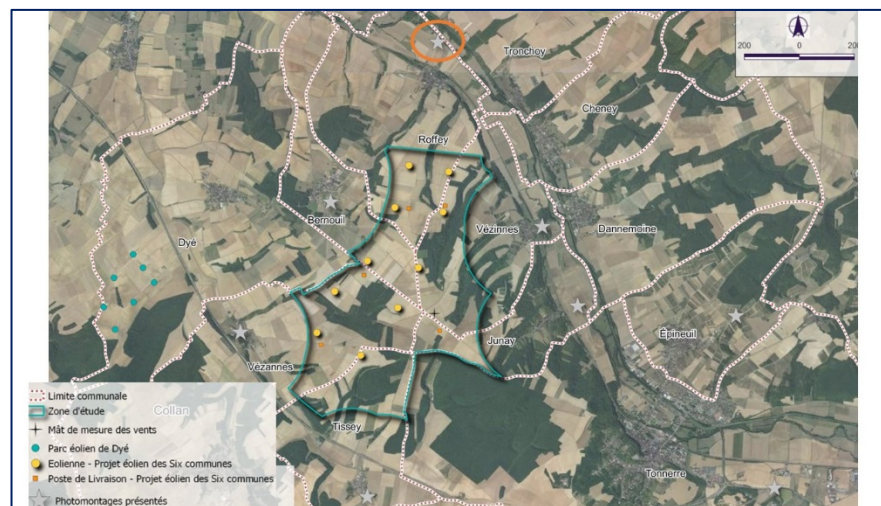 Tronchoy
200
0
200
Cheney
Roffey
Bernouil
Vézinnes
Dannemoine
Dyé
Junay
Épineuil
Vézannes
Collan
Tissey
Tonnerre
Limite communale
Zone d'étude
Mât de mesure des vents
Parc éolien de Dyé
Eolienne - Projet éolien des Six communes
Poste de Livraison - Projet éolien des Six communes
Photomontages présentés